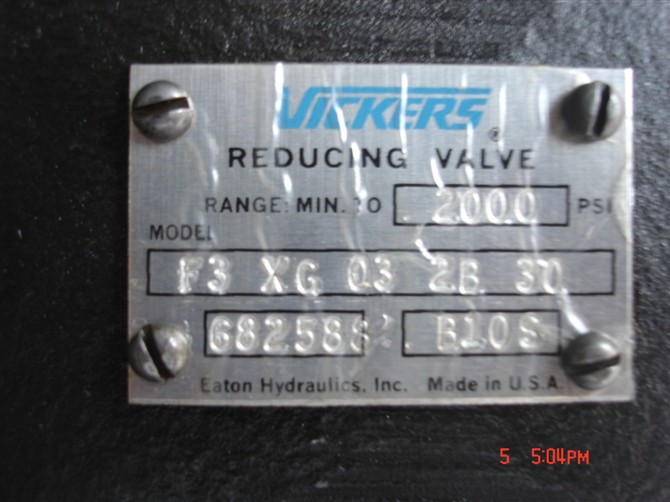 VICKERS®
REDUCING VALVE
RANGE: MIN. TO 2000 PSI
MODEL
F3 XG 03 2B 30
682588 B10S
Eaton Hydraulics, Inc. Made in U.S.A.
5 5:04PM